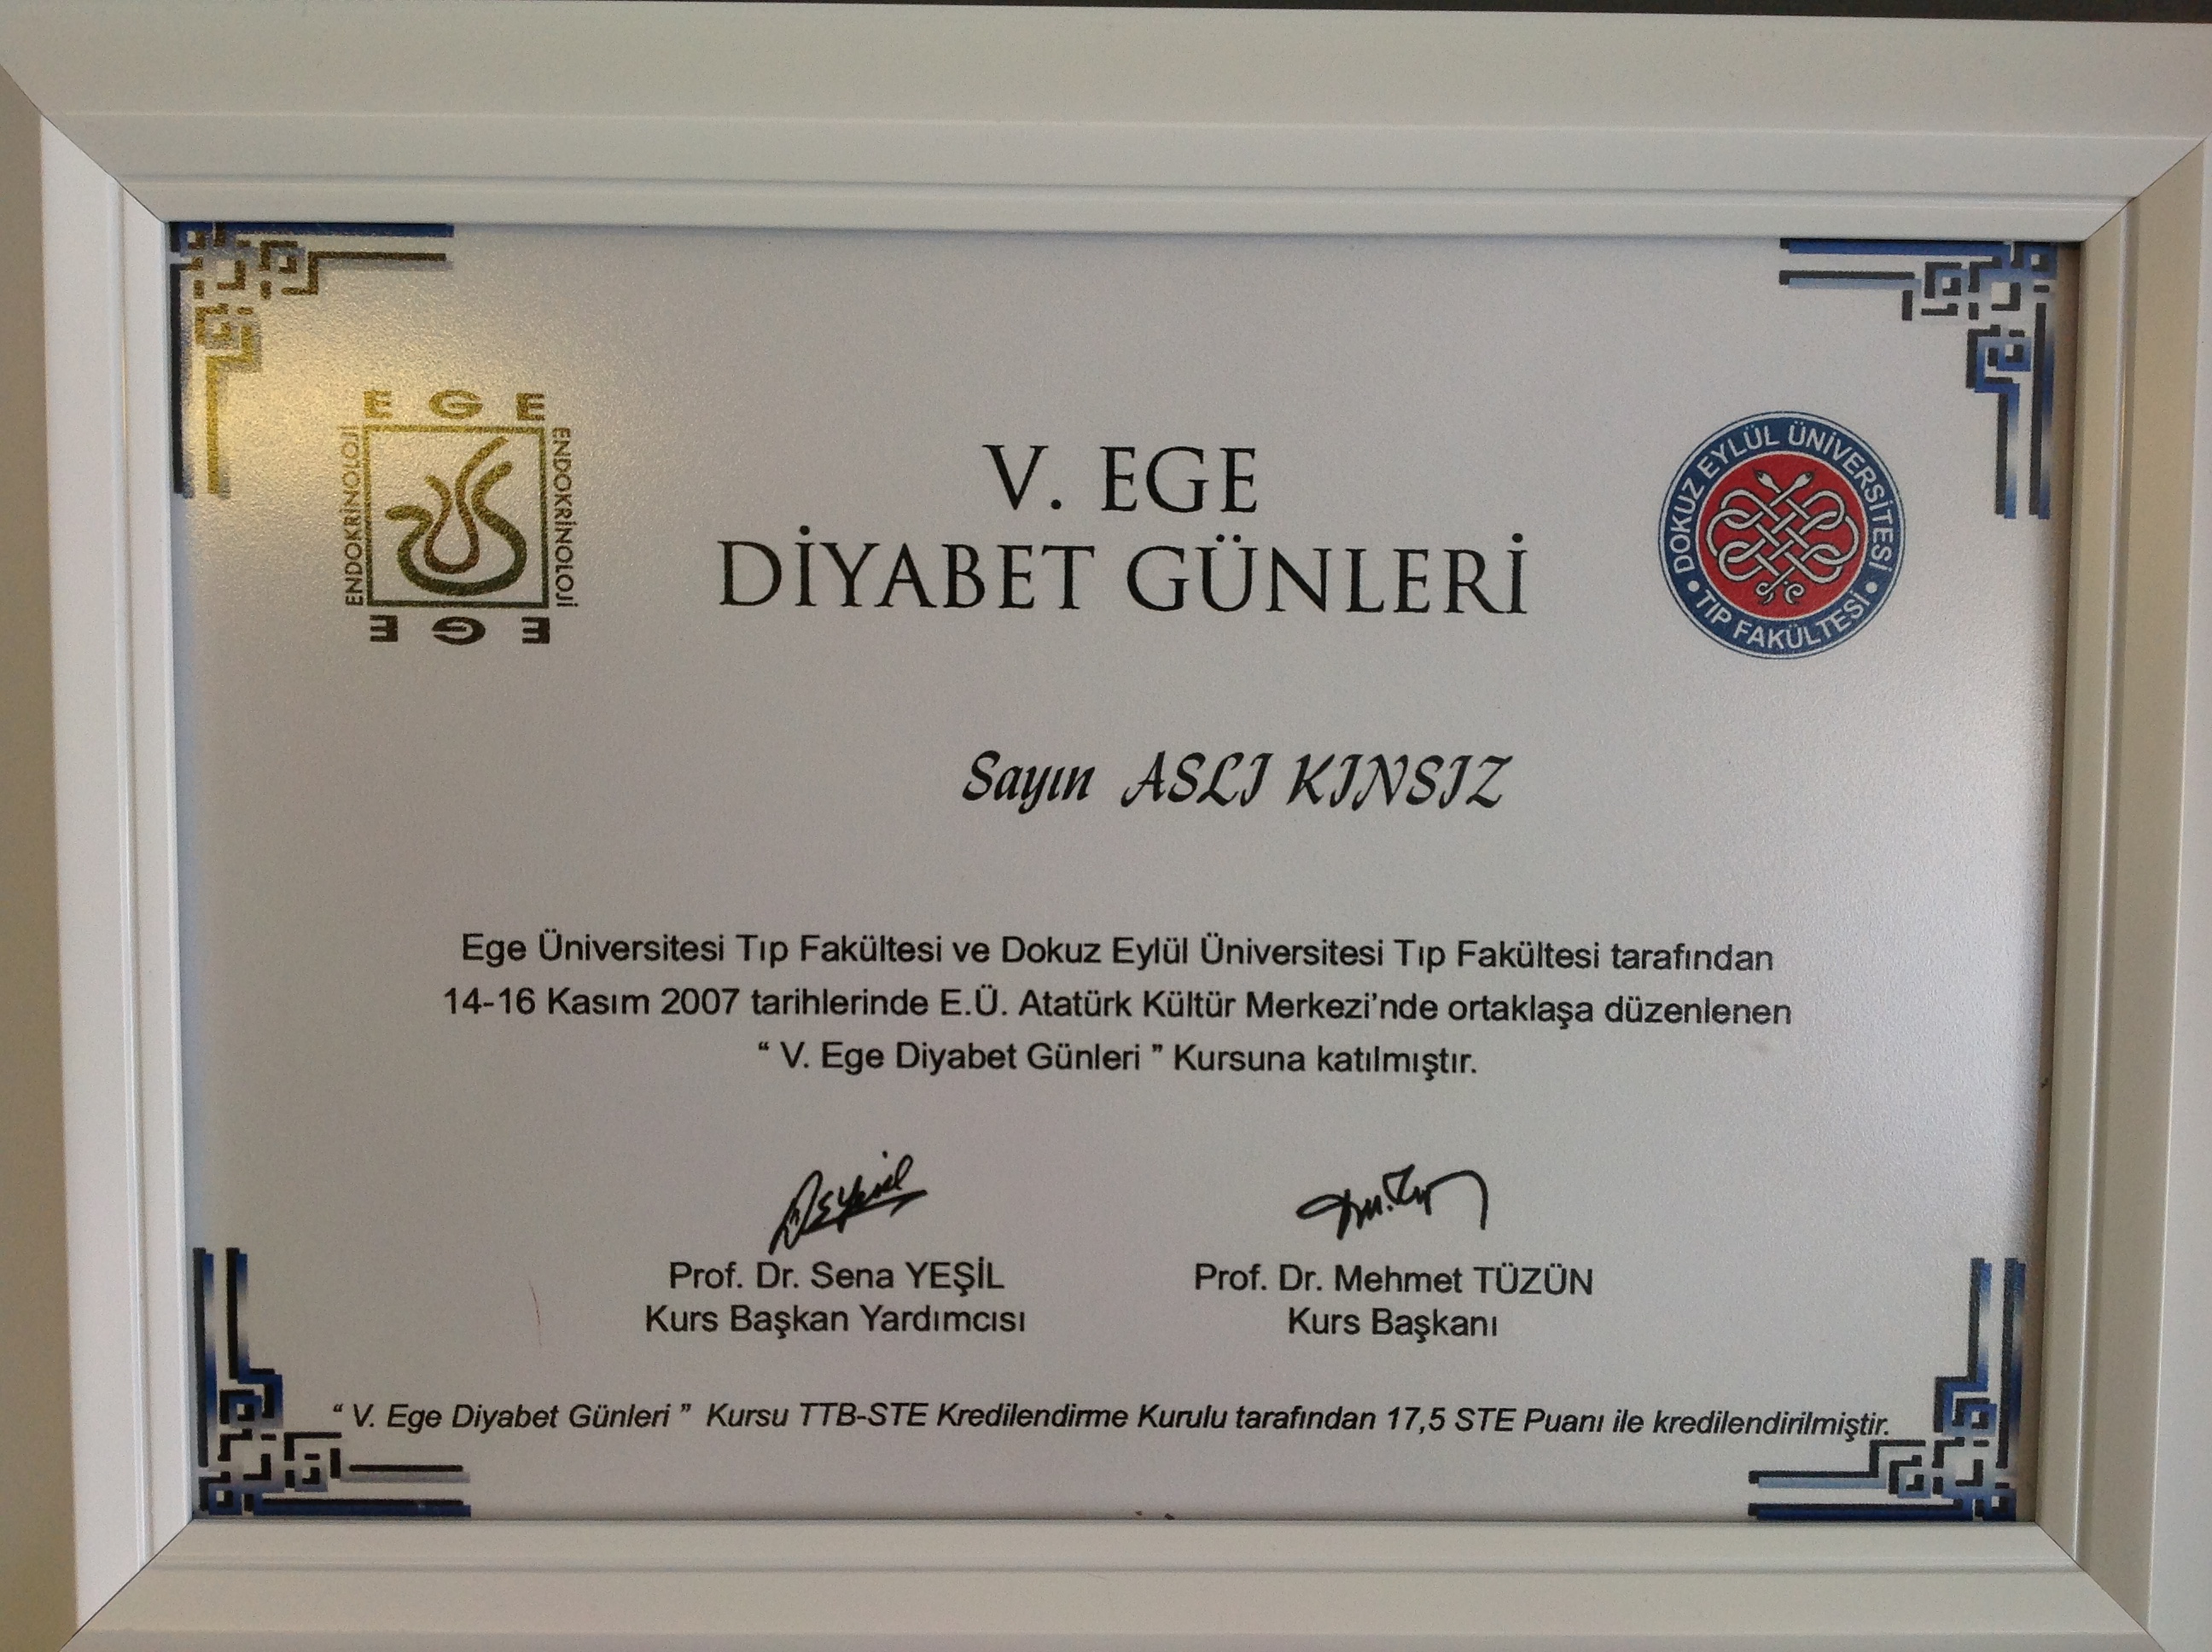 EGE
ENDOKRİNOLOJİ
ENDOKRİNOLOJİ
EGE
V. EGE
DİYABET GÜNLERİ
DOKUZ EYLÜL ÜNİVERSİTESİ • TIP FAKÜLTESİ •
Sayın ASLI KINSIZ
Ege Üniversitesi Tıp Fakültesi ve Dokuz Eylül Üniversitesi Tıp Fakültesi tarafından
14-16 Kasım 2007 tarihlerinde E.Ü. Atatürk Kültür Merkezi'nde ortaklaşa düzenlenen
“ V. Ege Diyabet Günleri ” Kursuna katılmıştır.
Prof. Dr. Sena YEŞİL
Kurs Başkan Yardımcısı
Prof. Dr. Mehmet TÜZÜN
Kurs Başkanı
“ V. Ege Diyabet Günleri ” Kursu TTB-STE Kredilendirme Kurulu tarafından 17,5 STE Puanı ile kredilendirilmiştir.